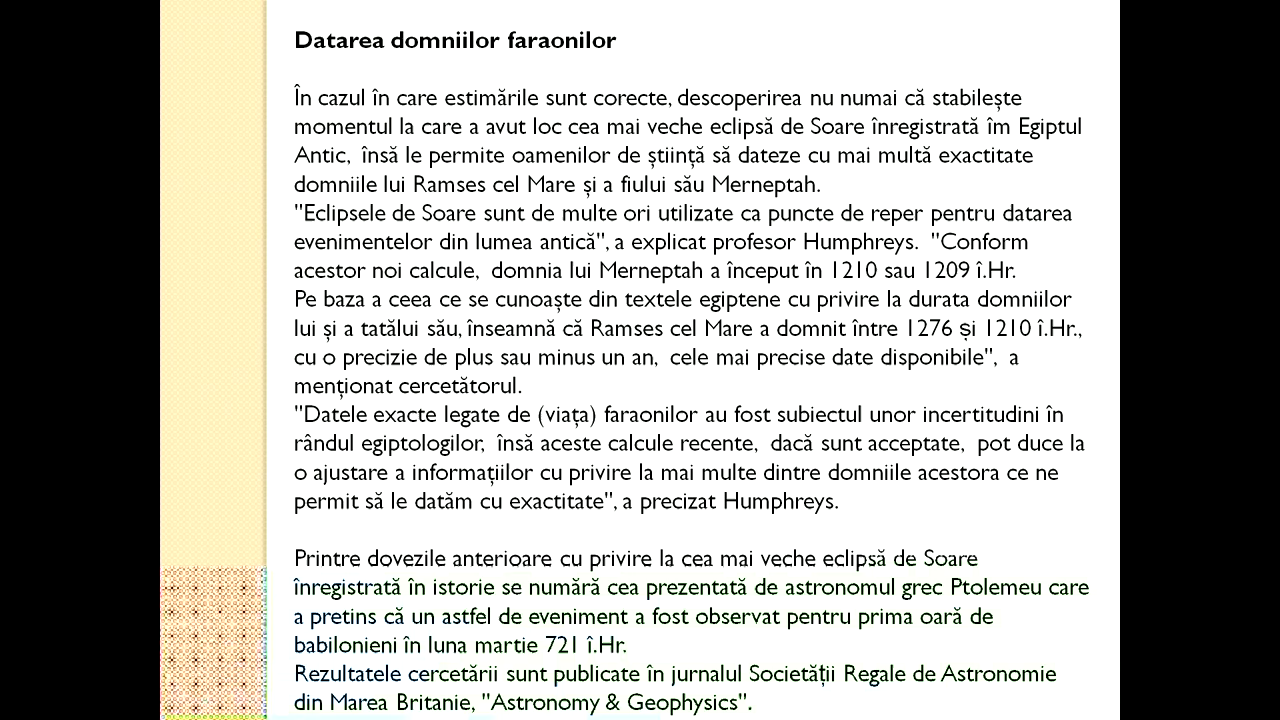 Datarea domniilor faraonilor
În cazul în care estimările sunt corecte, descoperirea nu numai că stabilește
momentul la care a avut loc cea mai veche eclipsă de Soare înregistrată îm Egiptul
Antic, însă le permite oamenilor de știință să dateze cu mai multă exactitate
domniile lui Ramses cel Mare și a fiului său Merneptah.
"Eclipsele de Soare sunt de multe ori utilizate ca puncte de reper pentru datarea
evenimentelor din lumea antică", a explicat profesor Humphreys. "Conform
acestor noi calcule, domnia lui Merneptah a început în 1210 sau 1209 î.Hr.
Pe baza a ceea ce se cunoaște din textele egiptene cu privire la durata domniilor
lui și a tatălui său, înseamnă că Ramses cel Mare a domnit între 1276 și 1210 î.Hr.,
cu o precizie de plus sau minus un an, cele mai precise date disponibile", a
menționat cercetătorul.
"Datele exacte legate de (viața) faraonilor au fost subiectul unor incertitudini în
rândul egiptologilor, însă aceste calcule recente, dacă sunt acceptate, pot duce la
o ajustare a informațiilor cu privire la mai multe dintre domniile acestora ce ne
permit să le datăm cu exactitate", a precizat Humphreys.
Printre dovezile anterioare cu privire la cea mai veche eclipsă de Soare
înregistrată în istorie se numără cea prezentată de astronomul grec Ptolemeu care
a pretins că un astfel de eveniment a fost observat pentru prima oară de
babilonieni în luna martie 721 î.Hr.
Rezultatele cercetării sunt publicate în jurnalul Societății Regale de Astronomie
din Marea Britanie, "Astronomy & Geophysics".